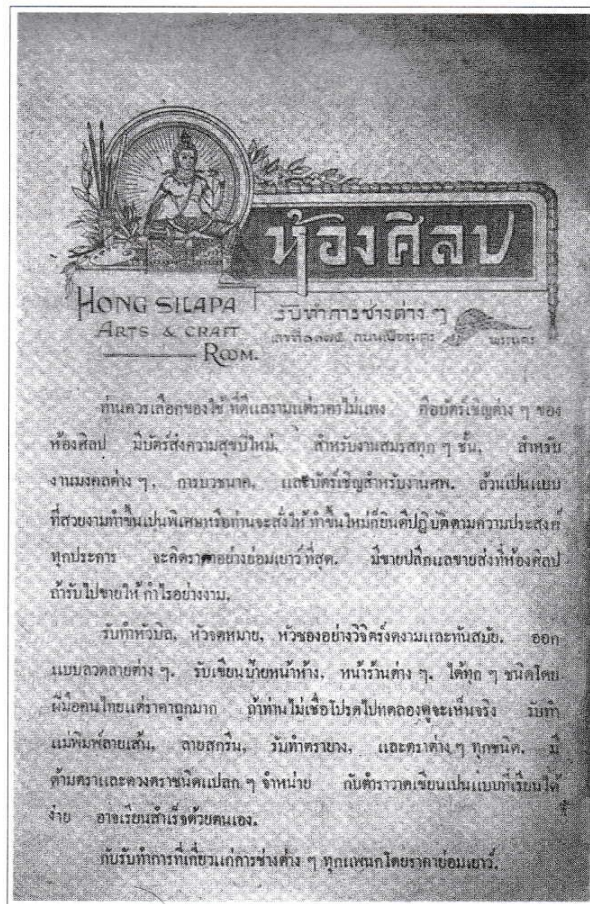 ห้องศิลป
HONG SILAPA
ARTS & CRAFT
ROOM.
รับทำการช่างต่าง ๆ
เลขที่ ๑๑๗๕ ถนนเฟื่องนคร พระนคร
ท่านควรเลือกของใช้ ที่ดีแลงามแต่ราคาไม่แพง คือบัตร์เชิญต่าง ๆ ของ
ห้องศิลป มีบัตร์ส่งความสุขปีใหม่, สำหรับงานสมรสทุก ๆ ชั้น, สำหรับ
งานมงคลต่าง ๆ, การบวชนาค, และบัตร์เชิญสำหรับงานศพ. ล้วนเป็นแบบ
ที่สวยงามทำขึ้นเป็นพิเศษหรือท่านจะสั่งให้ ทำขึ้นใหม่ก็ยินดีปฏิบัติตามความประสงค์
ทุกประการ จะคิดราคาอย่างย่อมเยาว์ ที่สุด. มีขายปลีกแลขายส่งที่ห้องศิลป
ถ้ารับไปขายให้ กำไรอย่างงาม.
รับทำหัวบิล, หัวจดหมาย, หัวซองอย่างวิจิตร์งดงามและทันสมัย. ออก
แบบลวดลายต่าง ๆ. รับเขียนป้ายหน้าห้าง, หน้าร้านต่าง ๆ. ได้ทุก ๆ ชนิดโดย
ฝีมือคนไทยแต่ราคาถูกมาก ถ้าท่านไม่เชื่อโปรดไปทดลองดูจะเห็นจริง รับทำ
แม่พิมพ์ลายเส้น, ลายสกรีน, รับทำตรายาง, และตราต่าง ๆ ทุกชนิด. มี
ด้ามตราและดวงตราชนิดแปลก ๆ จำหน่าย กับตำราวาดเขียนเป็นแบบที่เรียนได้
ง่าย อาจเรียนสำเร็จด้วยตนเอง.
กับรับทำการที่เกี่ยวแก่การช่างต่าง ๆ ทุกแผนกโดยราคาย่อมเยาว์.